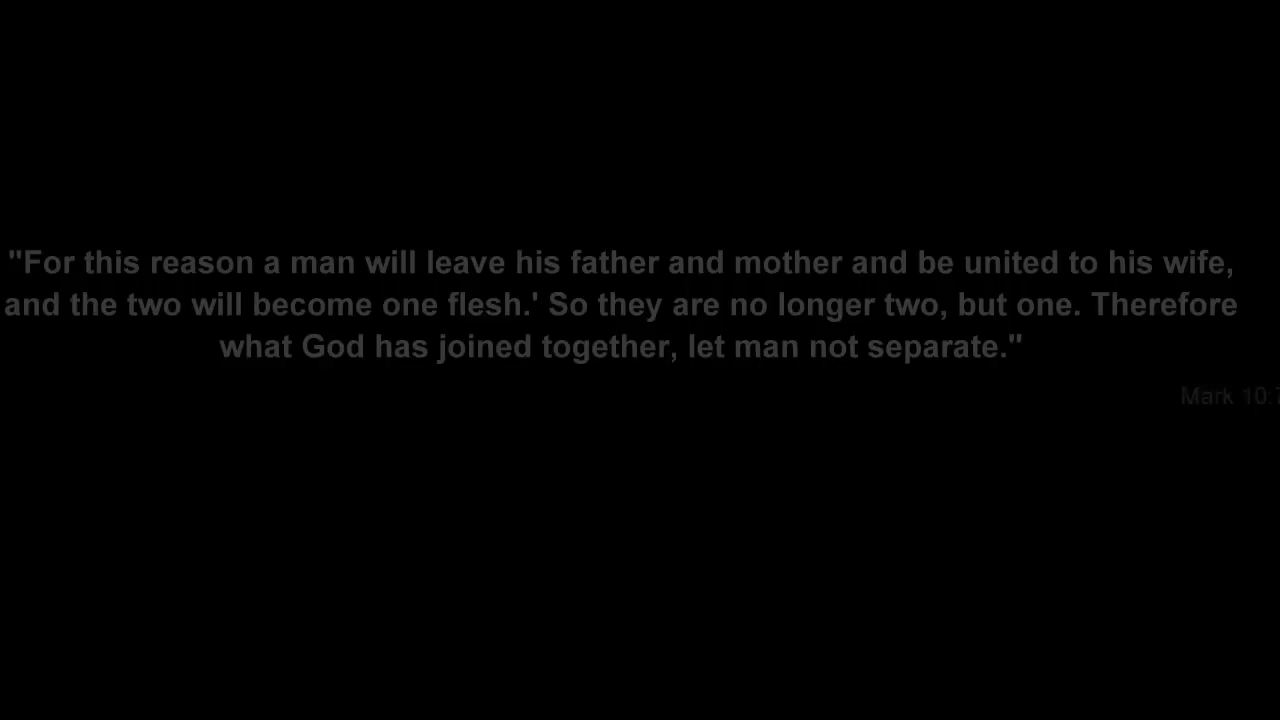 "For this reason a man will leave his father and mother and be united to his wife,
and the two will become one flesh.' So they are no longer two, but one. Therefore
what God has joined together, let man not separate."
Mark 10:7